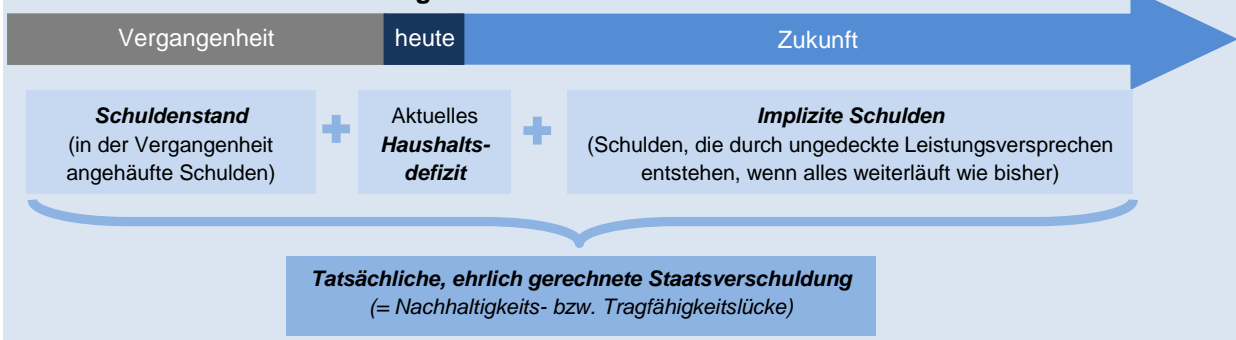 Vergangenheit
heute
Zukunft
Schuldenstand
(in der Vergangenheit
angehäufte Schulden)
Aktuelles
Haushalts-
defizit
Implizite Schulden
(Schulden, die durch ungedeckte Leistungsversprechen
entstehen, wenn alles weiterläuft wie bisher)
Tatsächliche, ehrlich gerechnete Staatsverschuldung
(= Nachhaltigkeits- bzw. Tragfähigkeitslücke)